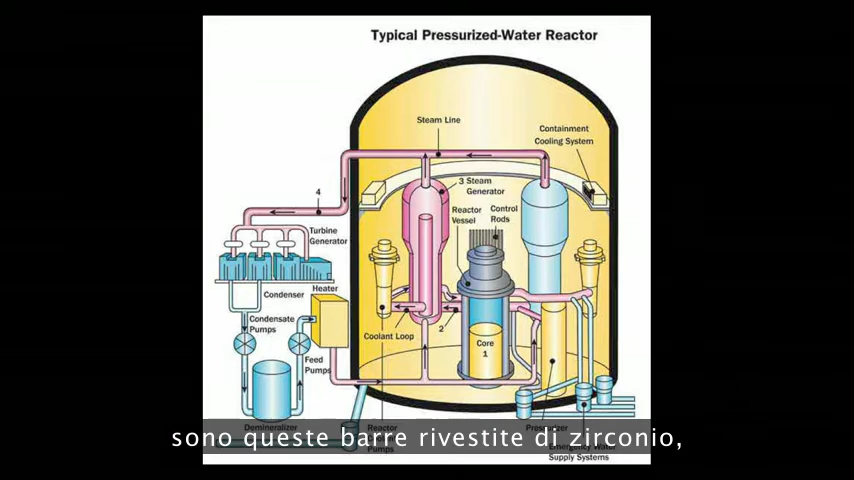 Typical Pressurized-Water Reactor
Steam Line
Containment
Cooling System
4
3 Steam
Generator
Reactor
Vessel
Control
Rods
Turbine
Generator
Heater
Condenser
Condensate
Pumps
Coolant Loop
2
Core
1
Feed
Pumps
Demineralizer
Reactor
Pumps
Pressurizer
Emergency Water
Supply Systems
sono queste barre rivestite di zirconio,